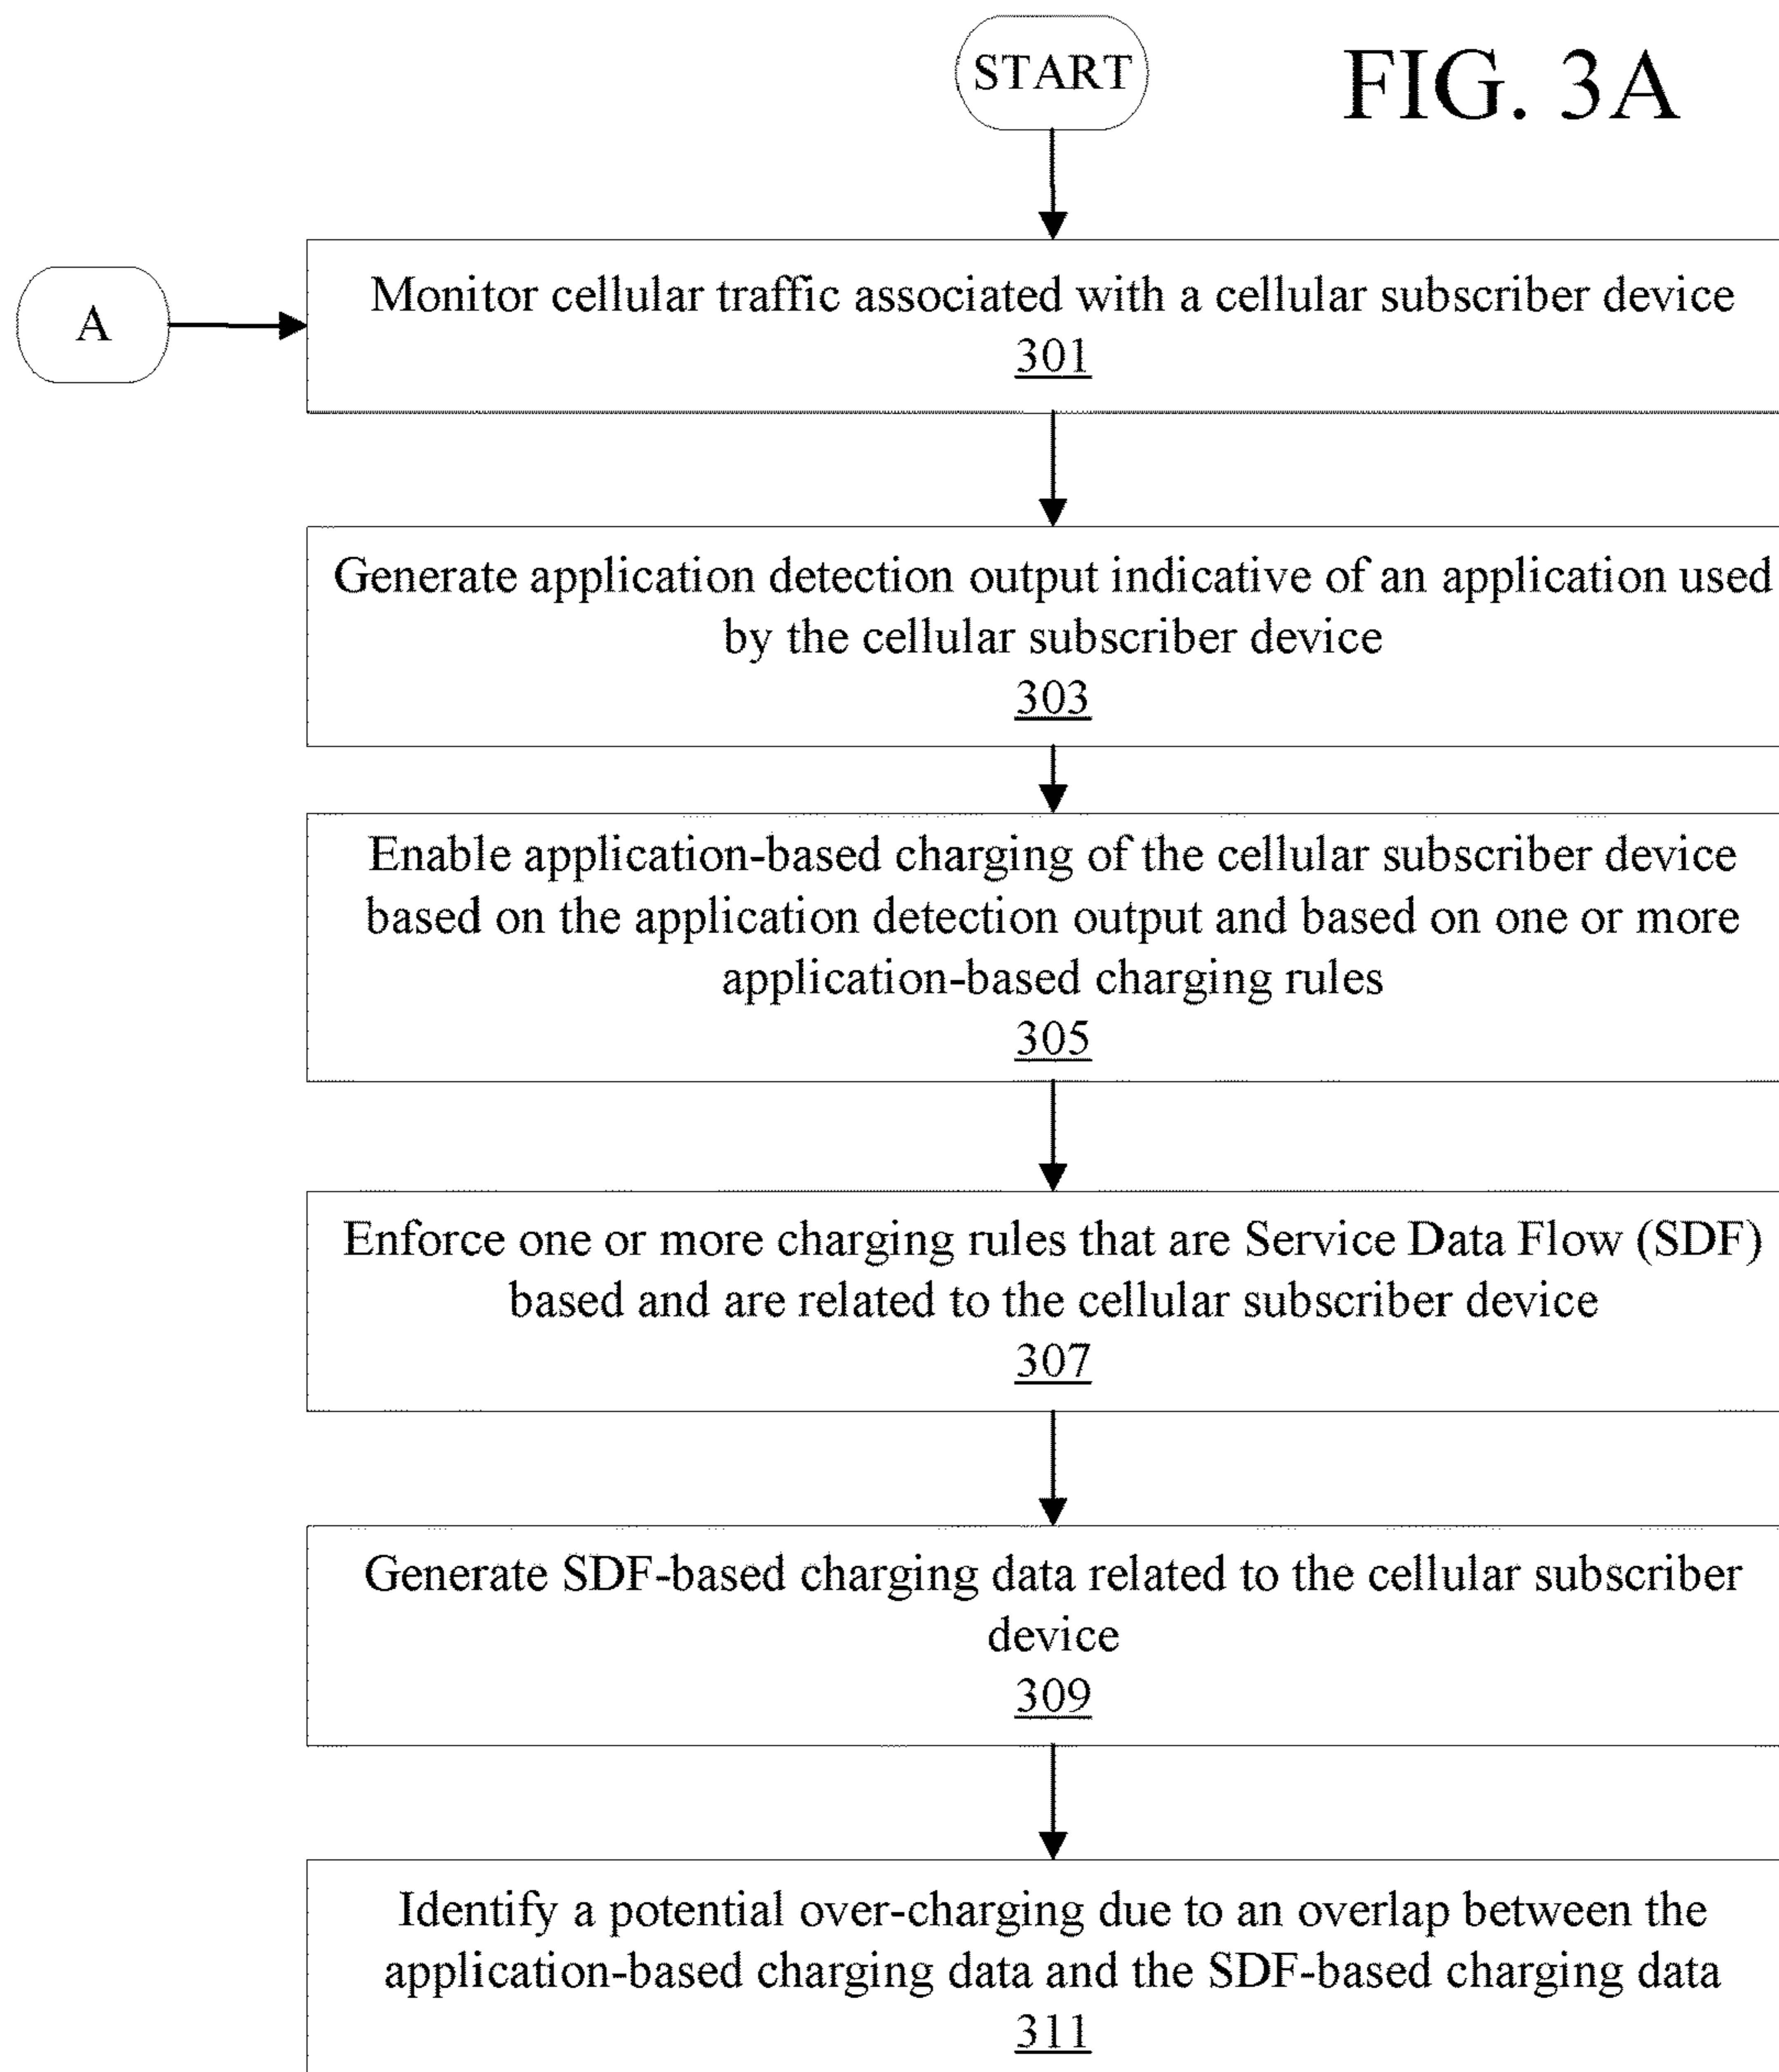 START
FIG. 3A
A
Monitor cellular traffic associated with a cellular subscriber device
301
Generate application detection output indicative of an application used
by the cellular subscriber device
303
Enable application-based charging of the cellular subscriber device
based on the application detection output and based on one or more
application-based charging rules
305
Enforce one or more charging rules that are Service Data Flow (SDF)
based and are related to the cellular subscriber device
307
Generate SDF-based charging data related to the cellular subscriber
device
309
Identify a potential over-charging due to an overlap between the
application-based charging data and the SDF-based charging data
311